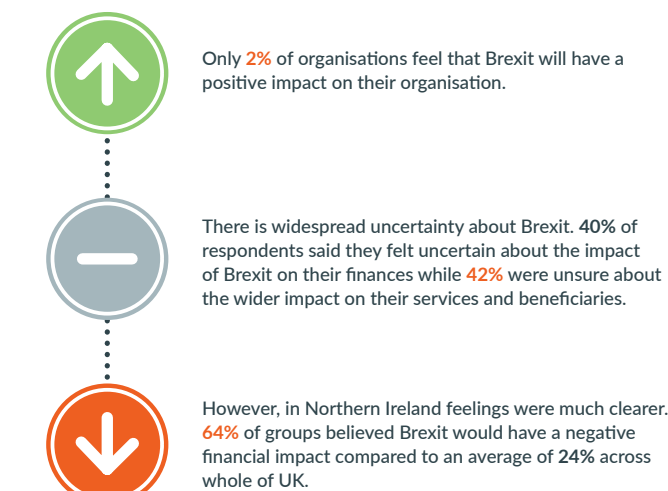 Only 2% of organisations feel that Brexit will have a
positive impact on their organisation.
There is widespread uncertainty about Brexit. 40% of
respondents said they felt uncertain about the impact
of Brexit on their finances while 42% were unsure about
the wider impact on their services and beneficiaries.
However, in Northern Ireland feelings were much clearer.
64% of groups believed Brexit would have a negative
financial impact compared to an average of 24% across
whole of UK.